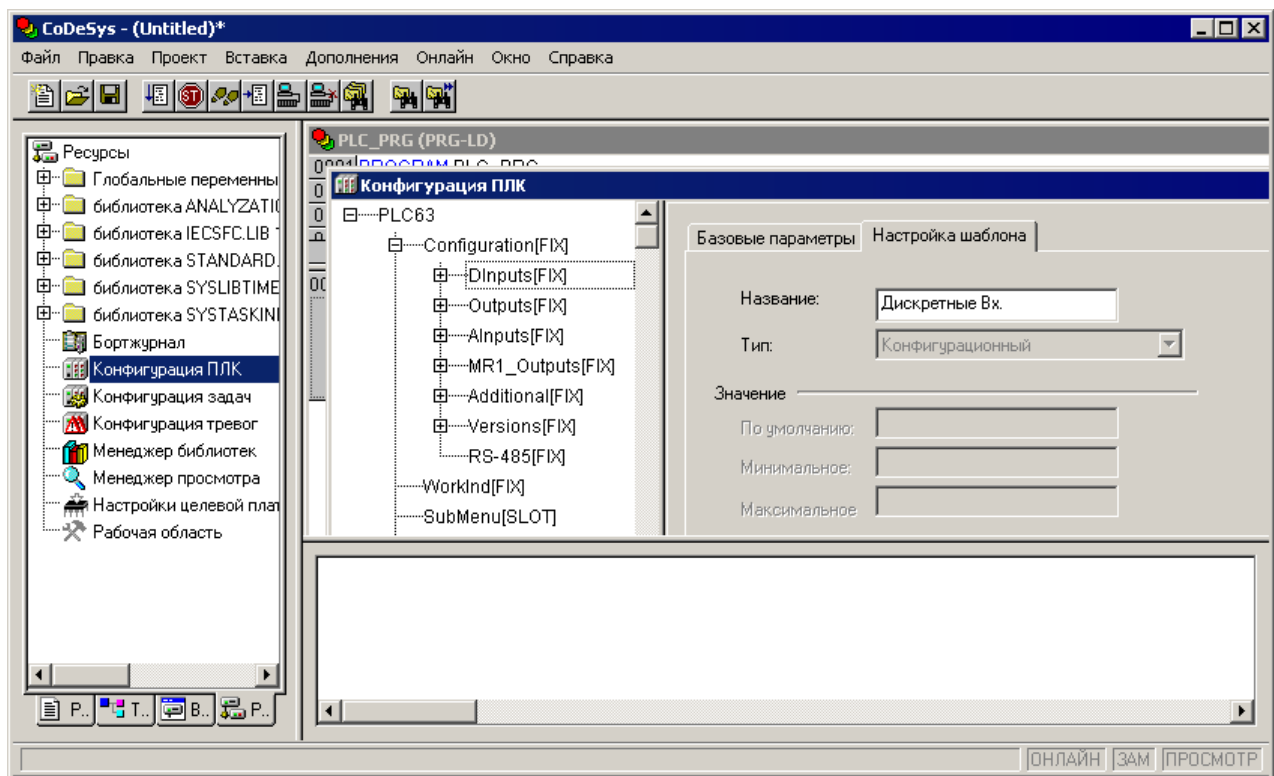 CoDeSys - (Untitled)*
Файл Правка Проект Вставка Дополнения Онлайн Окно Справка
Ресурсы
Глобальные переменны
библиотека ANALYZATI
библиотека IECSFC.LIB
библиотека STANDARD.
библиотека SYSLIBTIME
библиотека SYSTASKIN
Бортжурнал
Конфигурация ПЛК
Конфигурация задач
Конфигурация тревог
Менеджер библиотек
Менеджер просмотра
Настройки целевой плат
Рабочая область
Р.. Т.. В.. Р..
PLC_PRG (PRG-LD)
0001 PROGRAM PLC_PRG
Конфигурация ПЛК
PLC63
Configuration[FIX]
DInputs[FIX]
Outputs[FIX]
AInputs[FIX]
MR1_Outputs[FIX]
Additional[FIX]
Versions[FIX]
RS-485[FIX]
WorkInd[FIX]
SubMenu[SLOT]
Базовые параметры Настройка шаблона
Название: Дискретные Вх.
Тип: Конфигурационный
Значение
По умолчанию:
Минимальное:
Максимальное
ОНЛАЙН ЗАМ ПРОСМОТР